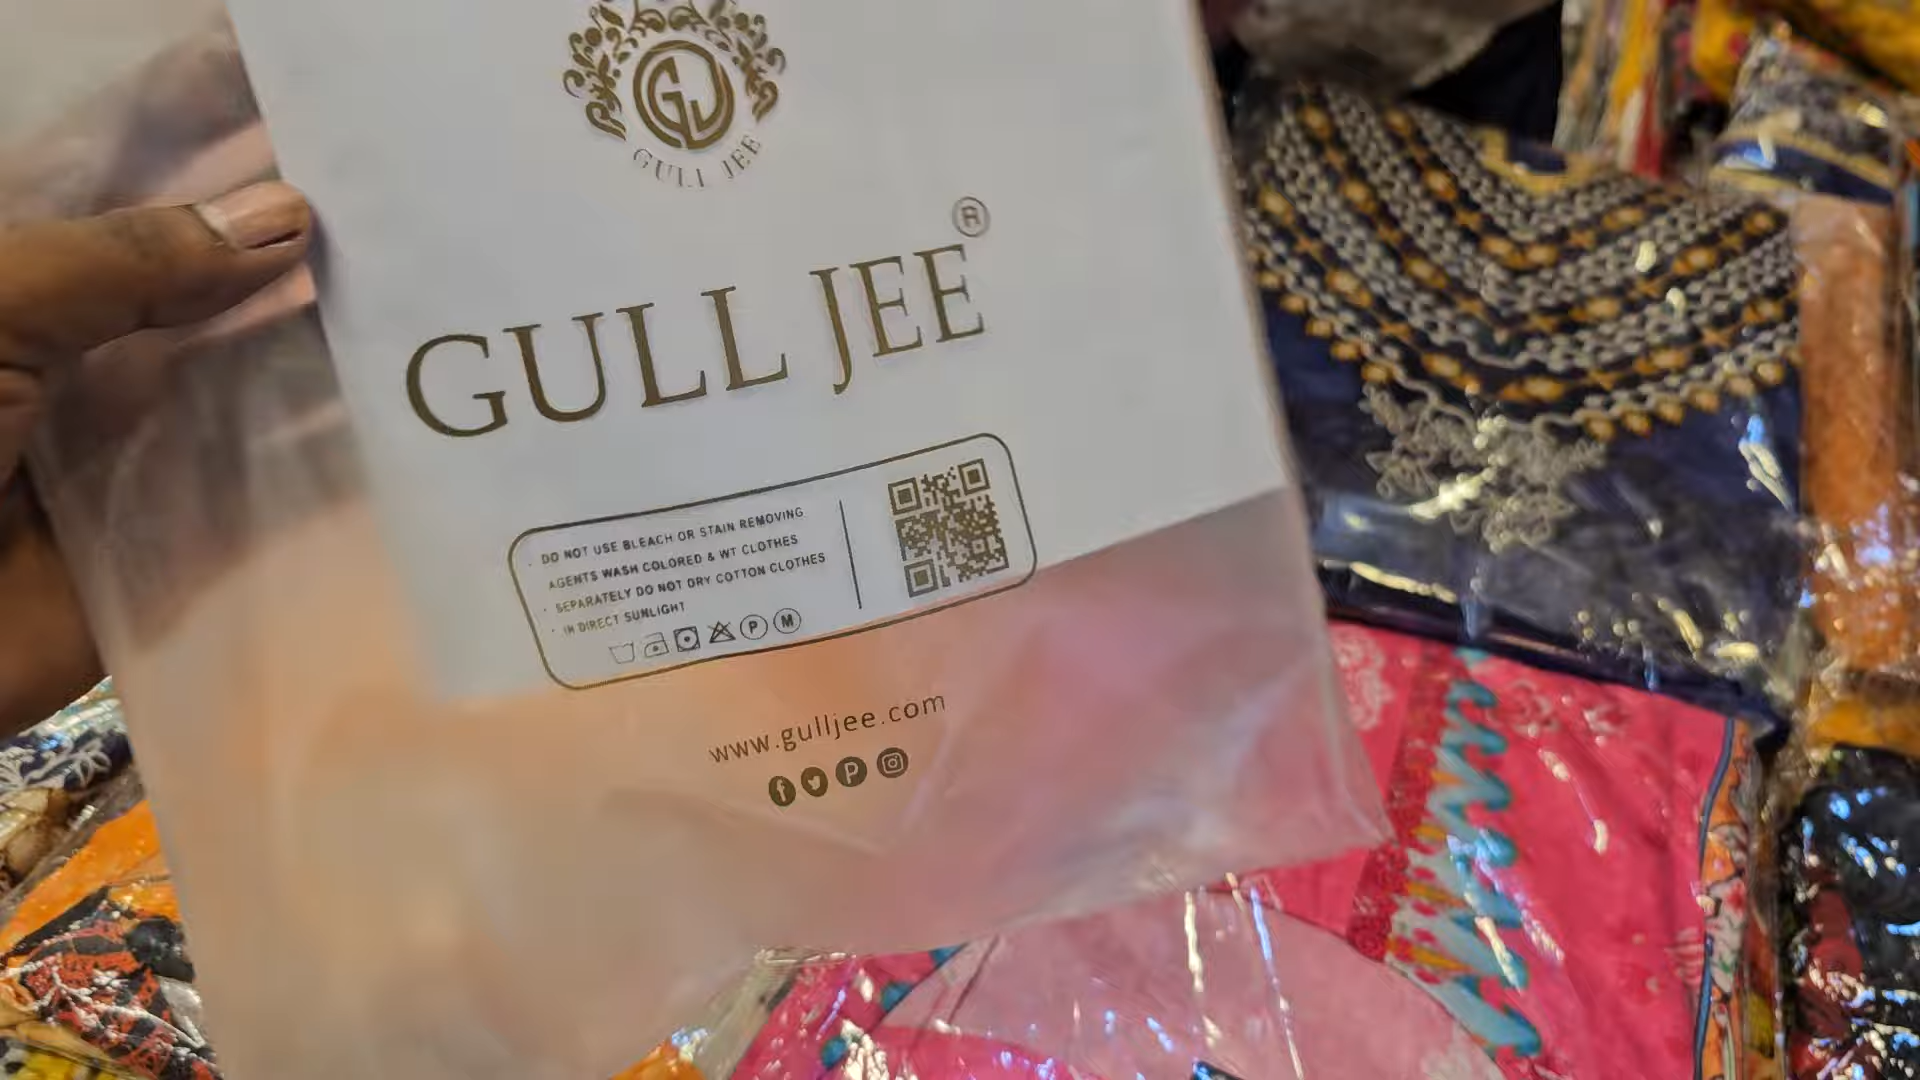 GJ
GULL JEE
®
GULL JEE
· DO NOT USE BLEACH OR STAIN REMOVING
AGENTS WASH COLORED & WT CLOTHES
· SEPARATELY DO NOT DRY COTTON CLOTHES
· IN DIRECT SUNLIGHT
P M
www.gulljee.com